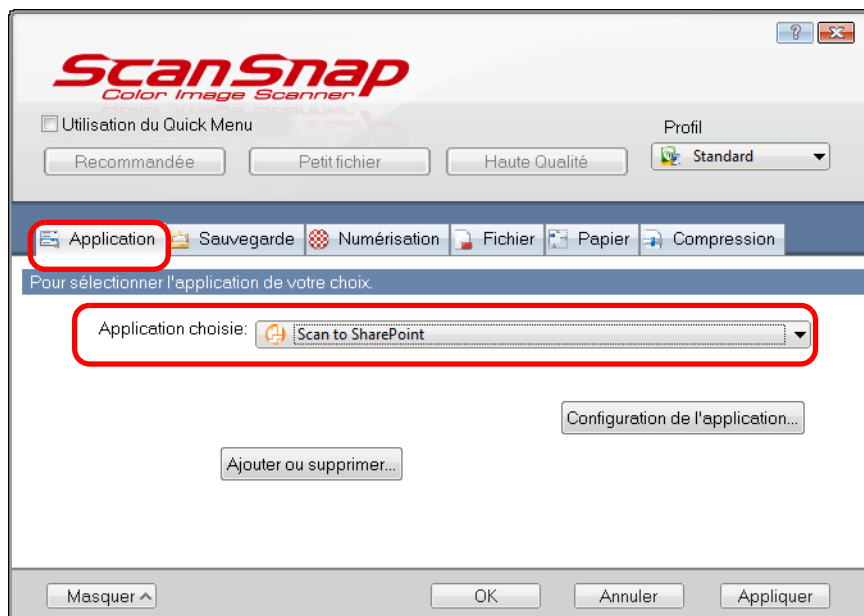 ScanSnap
Color Image Scanner
Utilisation du Quick Menu
Profil
Recommandée Petit fichier Haute Qualité Standard
Application Sauvegarde Numérisation Fichier Papier Compression
Pour sélectionner l'application de votre choix.
Application choisie: Scan to SharePoint
Configuration de l'application...
Ajouter ou supprimer...
Masquer OK Annuler Appliquer